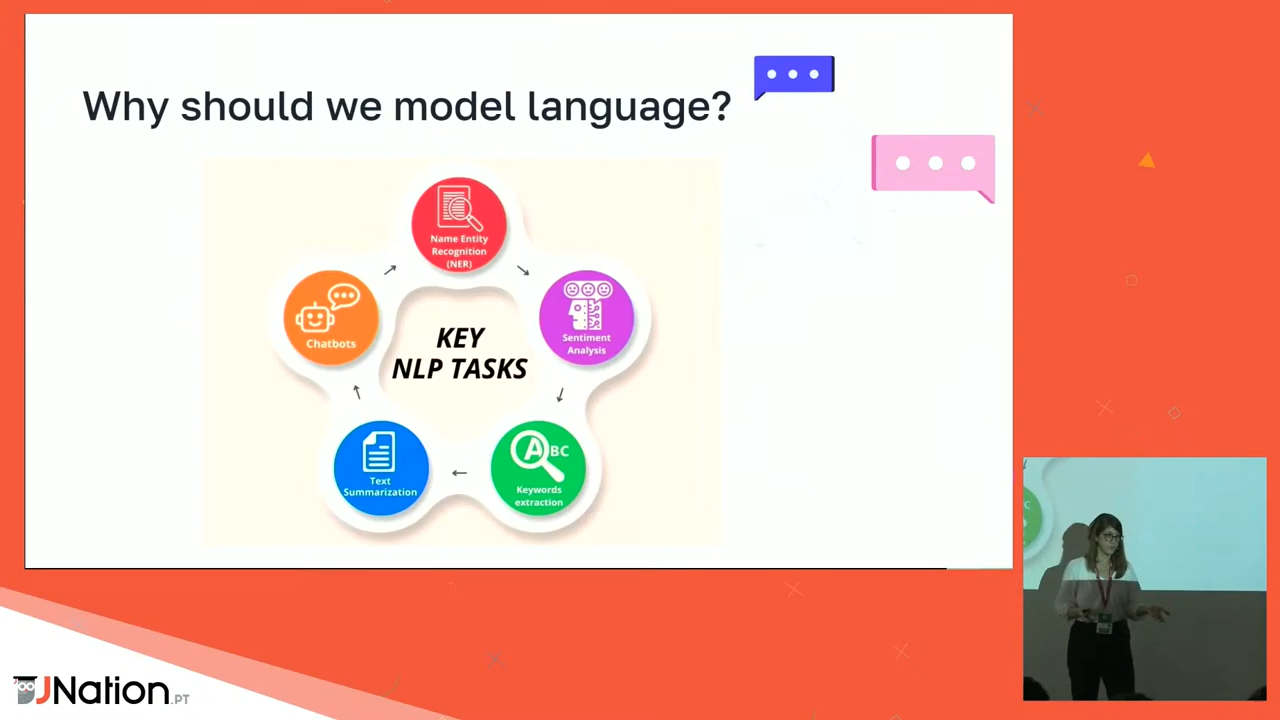 Why should we model language?
Name Entity
Recognition
(NER)
Sentiment
Analysis
Keywords
extraction
Text
Summarization
Chatbots
KEY
NLP TASKS
ABC
JNation.PT